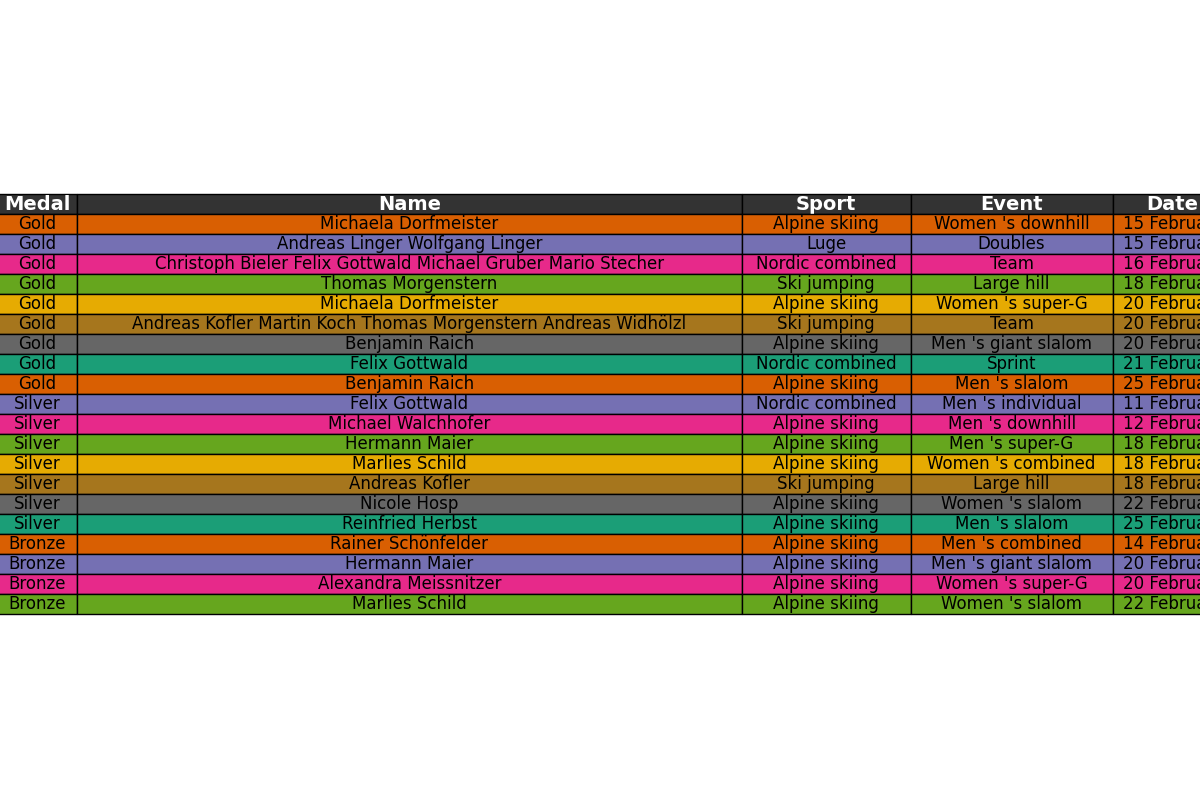 Medal Name Sport Event Date
Gold Michaela Dorfmeister Alpine skiing Women 's downhill 15 Februa
Gold Andreas Linger Wolfgang Linger Luge Doubles 15 Februa
Gold Christoph Bieler Felix Gottwald Michael Gruber Mario Stecher Nordic combined Team 16 Februa
Gold Thomas Morgenstern Ski jumping Large hill 18 Februa
Gold Michaela Dorfmeister Alpine skiing Women 's super-G 20 Februa
Gold Andreas Kofler Martin Koch Thomas Morgenstern Andreas Widhölzl Ski jumping Team 20 Februa
Gold Benjamin Raich Alpine skiing Men 's giant slalom 20 Februa
Gold Felix Gottwald Nordic combined Sprint 21 Februa
Gold Benjamin Raich Alpine skiing Men 's slalom 25 Februa
Silver Felix Gottwald Nordic combined Men 's individual 11 Februa
Silver Michael Walchhofer Alpine skiing Men 's downhill 12 Februa
Silver Hermann Maier Alpine skiing Men 's super-G 18 Februa
Silver Marlies Schild Alpine skiing Women 's combined 18 Februa
Silver Andreas Kofler Ski jumping Large hill 18 Februa
Silver Nicole Hosp Alpine skiing Women 's slalom 22 Februa
Silver Reinfried Herbst Alpine skiing Men 's slalom 25 Februa
Bronze Rainer Schönfelder Alpine skiing Men 's combined 14 Februa
Bronze Hermann Maier Alpine skiing Men 's giant slalom 20 Februa
Bronze Alexandra Meissnitzer Alpine skiing Women 's super-G 20 Februa
Bronze Marlies Schild Alpine skiing Women 's slalom 22 Februa